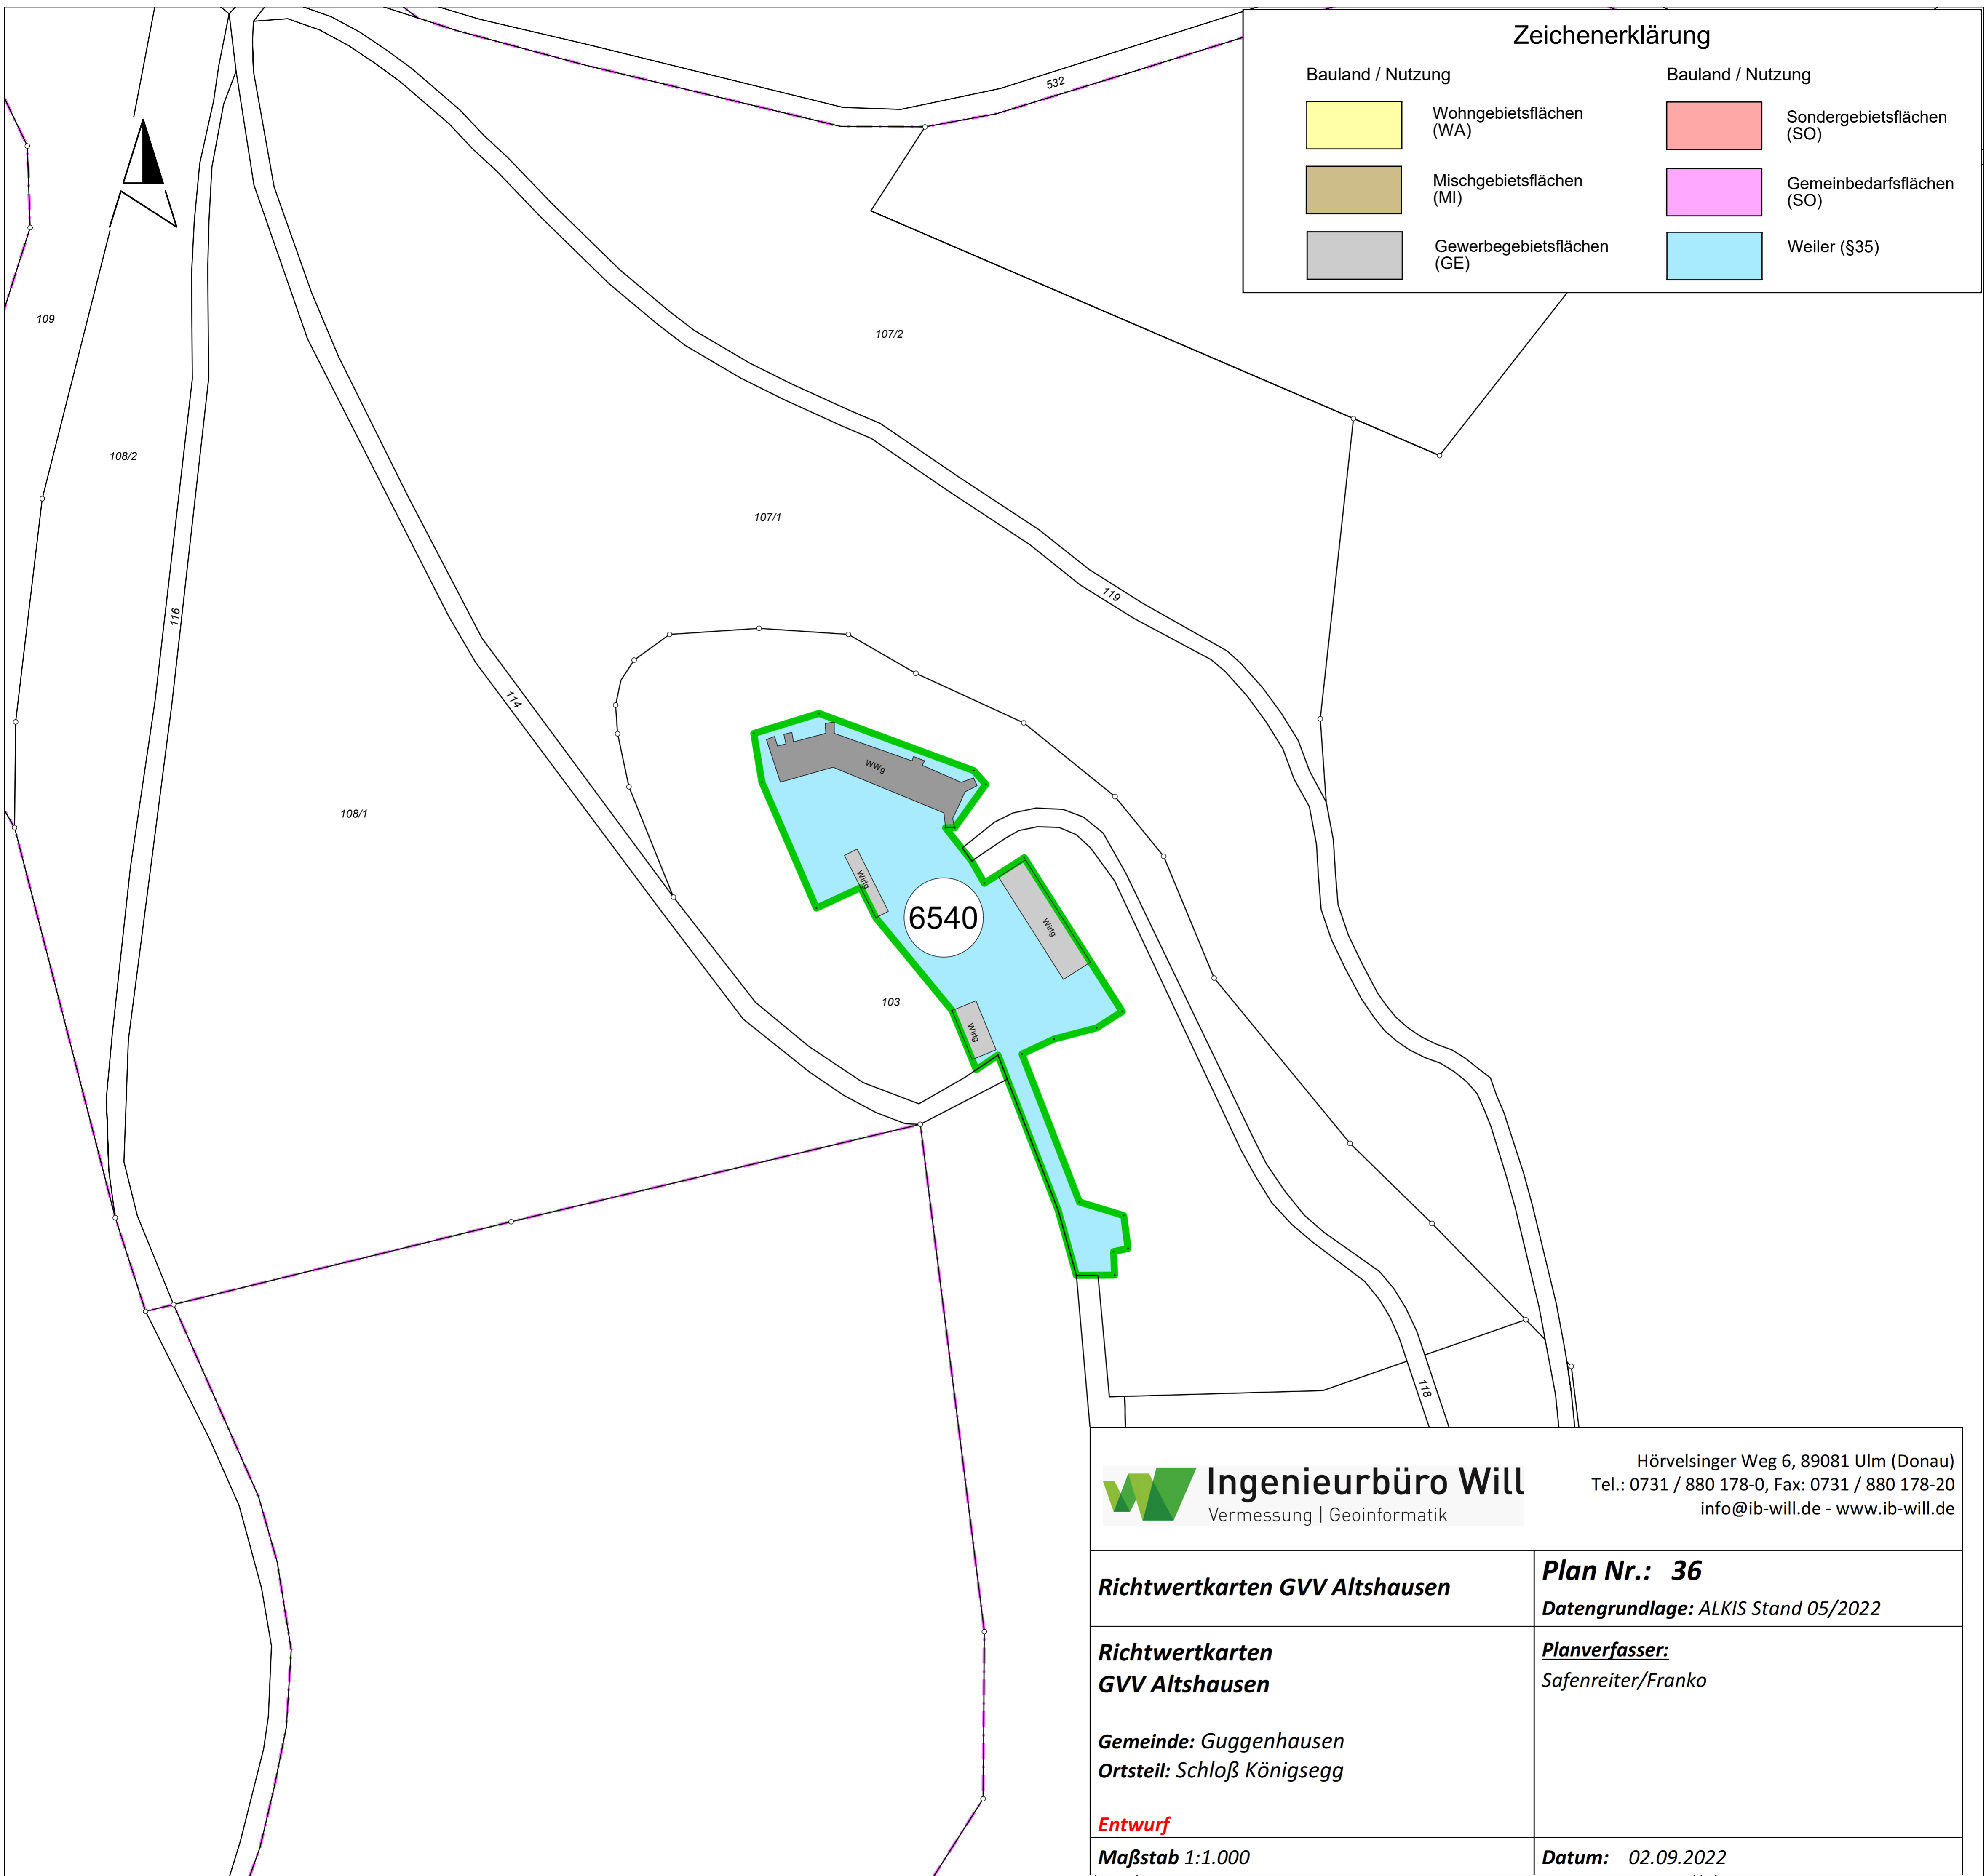 Zeichenerklärung
Bauland / Nutzung
Bauland / Nutzung
Wohngebietsflächen
(WA)
Sondergebietsflächen
(SO)
Mischgebietsflächen
(MI)
Gemeinbedarfsflächen
(SO)
Gewerbegebietsflächen
(GE)
Weiler (§35)
532
109
107/2
108/2
107/1
119
116
114
108/1
WWg
Wirtg
6540
Wirtg
103
Wirtg
118
Ingenieurbüro Will
Vermessung | Geoinformatik
Hörvelsinger Weg 6, 89081 Ulm (Donau)
Tel.: 0731 / 880 178-0, Fax: 0731 / 880 178-20
info@ib-will.de - www.ib-will.de
Richtwertkarten GVV Altshausen
Plan Nr.: 36
Datengrundlage: ALKIS Stand 05/2022
Richtwertkarten
GVV Altshausen
Planverfasser:
Safenreiter/Franko
Gemeinde: Guggenhausen
Ortsteil: Schloß Königsegg
Entwurf
Maßstab 1:1.000
Datum: 02.09.2022